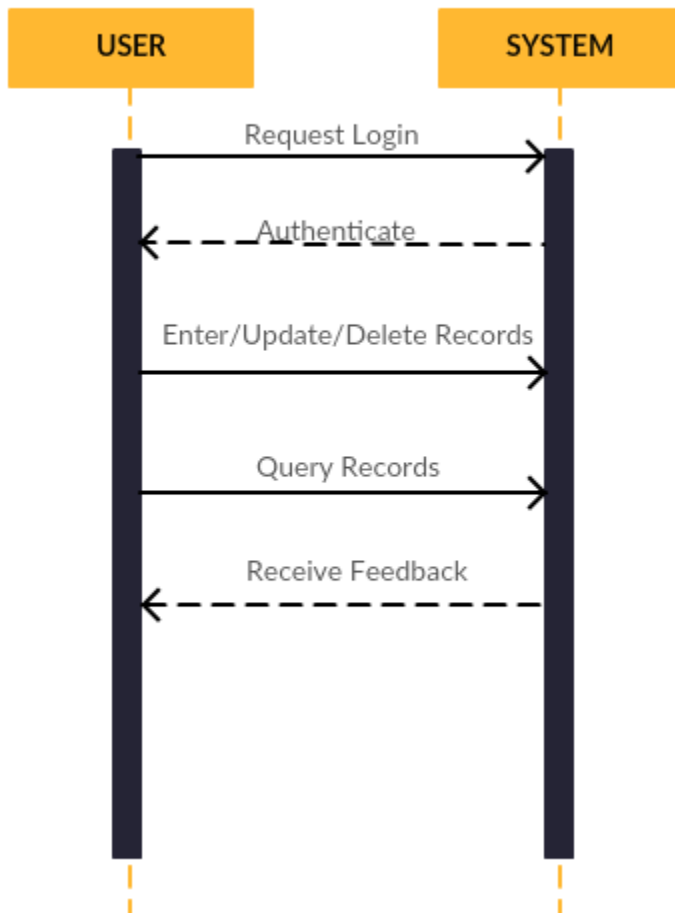 USER
SYSTEM
Request Login
Authenticate
Enter/Update/Delete Records
Query Records
Receive Feedback